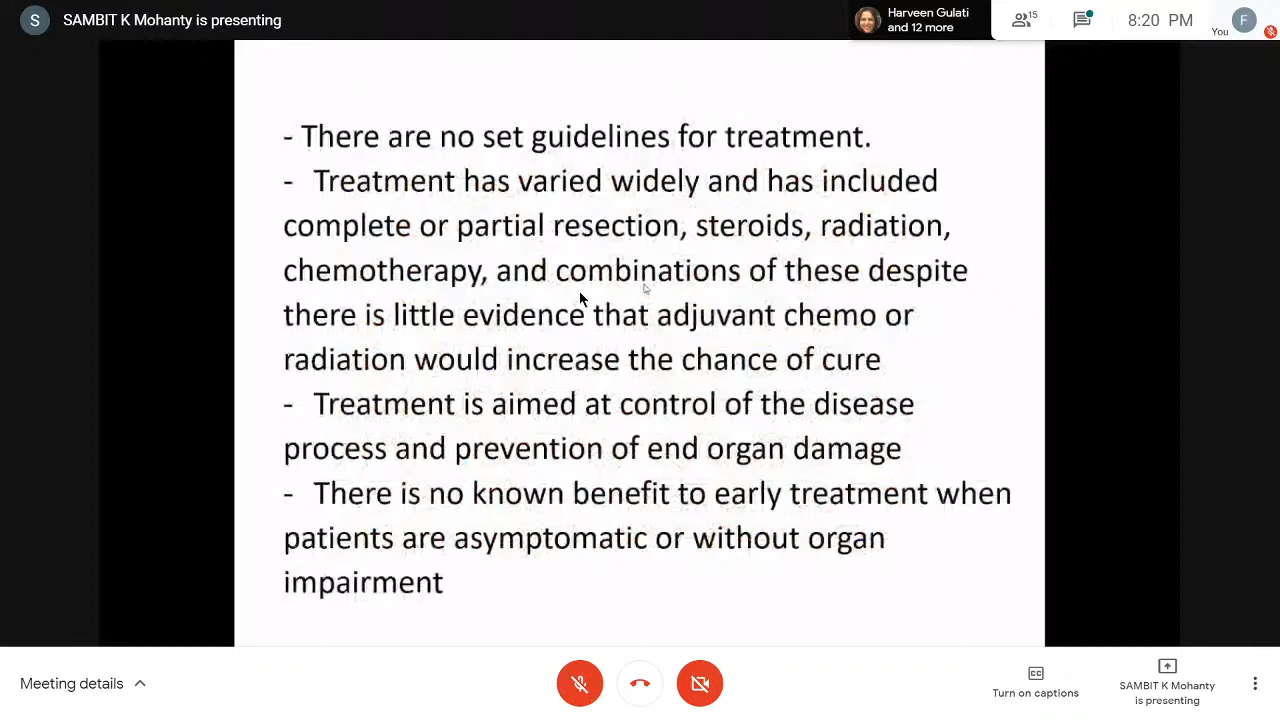 S SAMBIT K Mohanty is presenting
Harveen Gulati
and 12 more
15
8:20 PM
You
F
- There are no set guidelines for treatment.
- Treatment has varied widely and has included
complete or partial resection, steroids, radiation,
chemotherapy, and combinations of these despite
there is little evidence that adjuvant chemo or
radiation would increase the chance of cure
- Treatment is aimed at control of the disease
process and prevention of end organ damage
- There is no known benefit to early treatment when
patients are asymptomatic or without organ
impairment
Meeting details
CC
Turn on captions
SAMBIT K Mohanty
is presenting